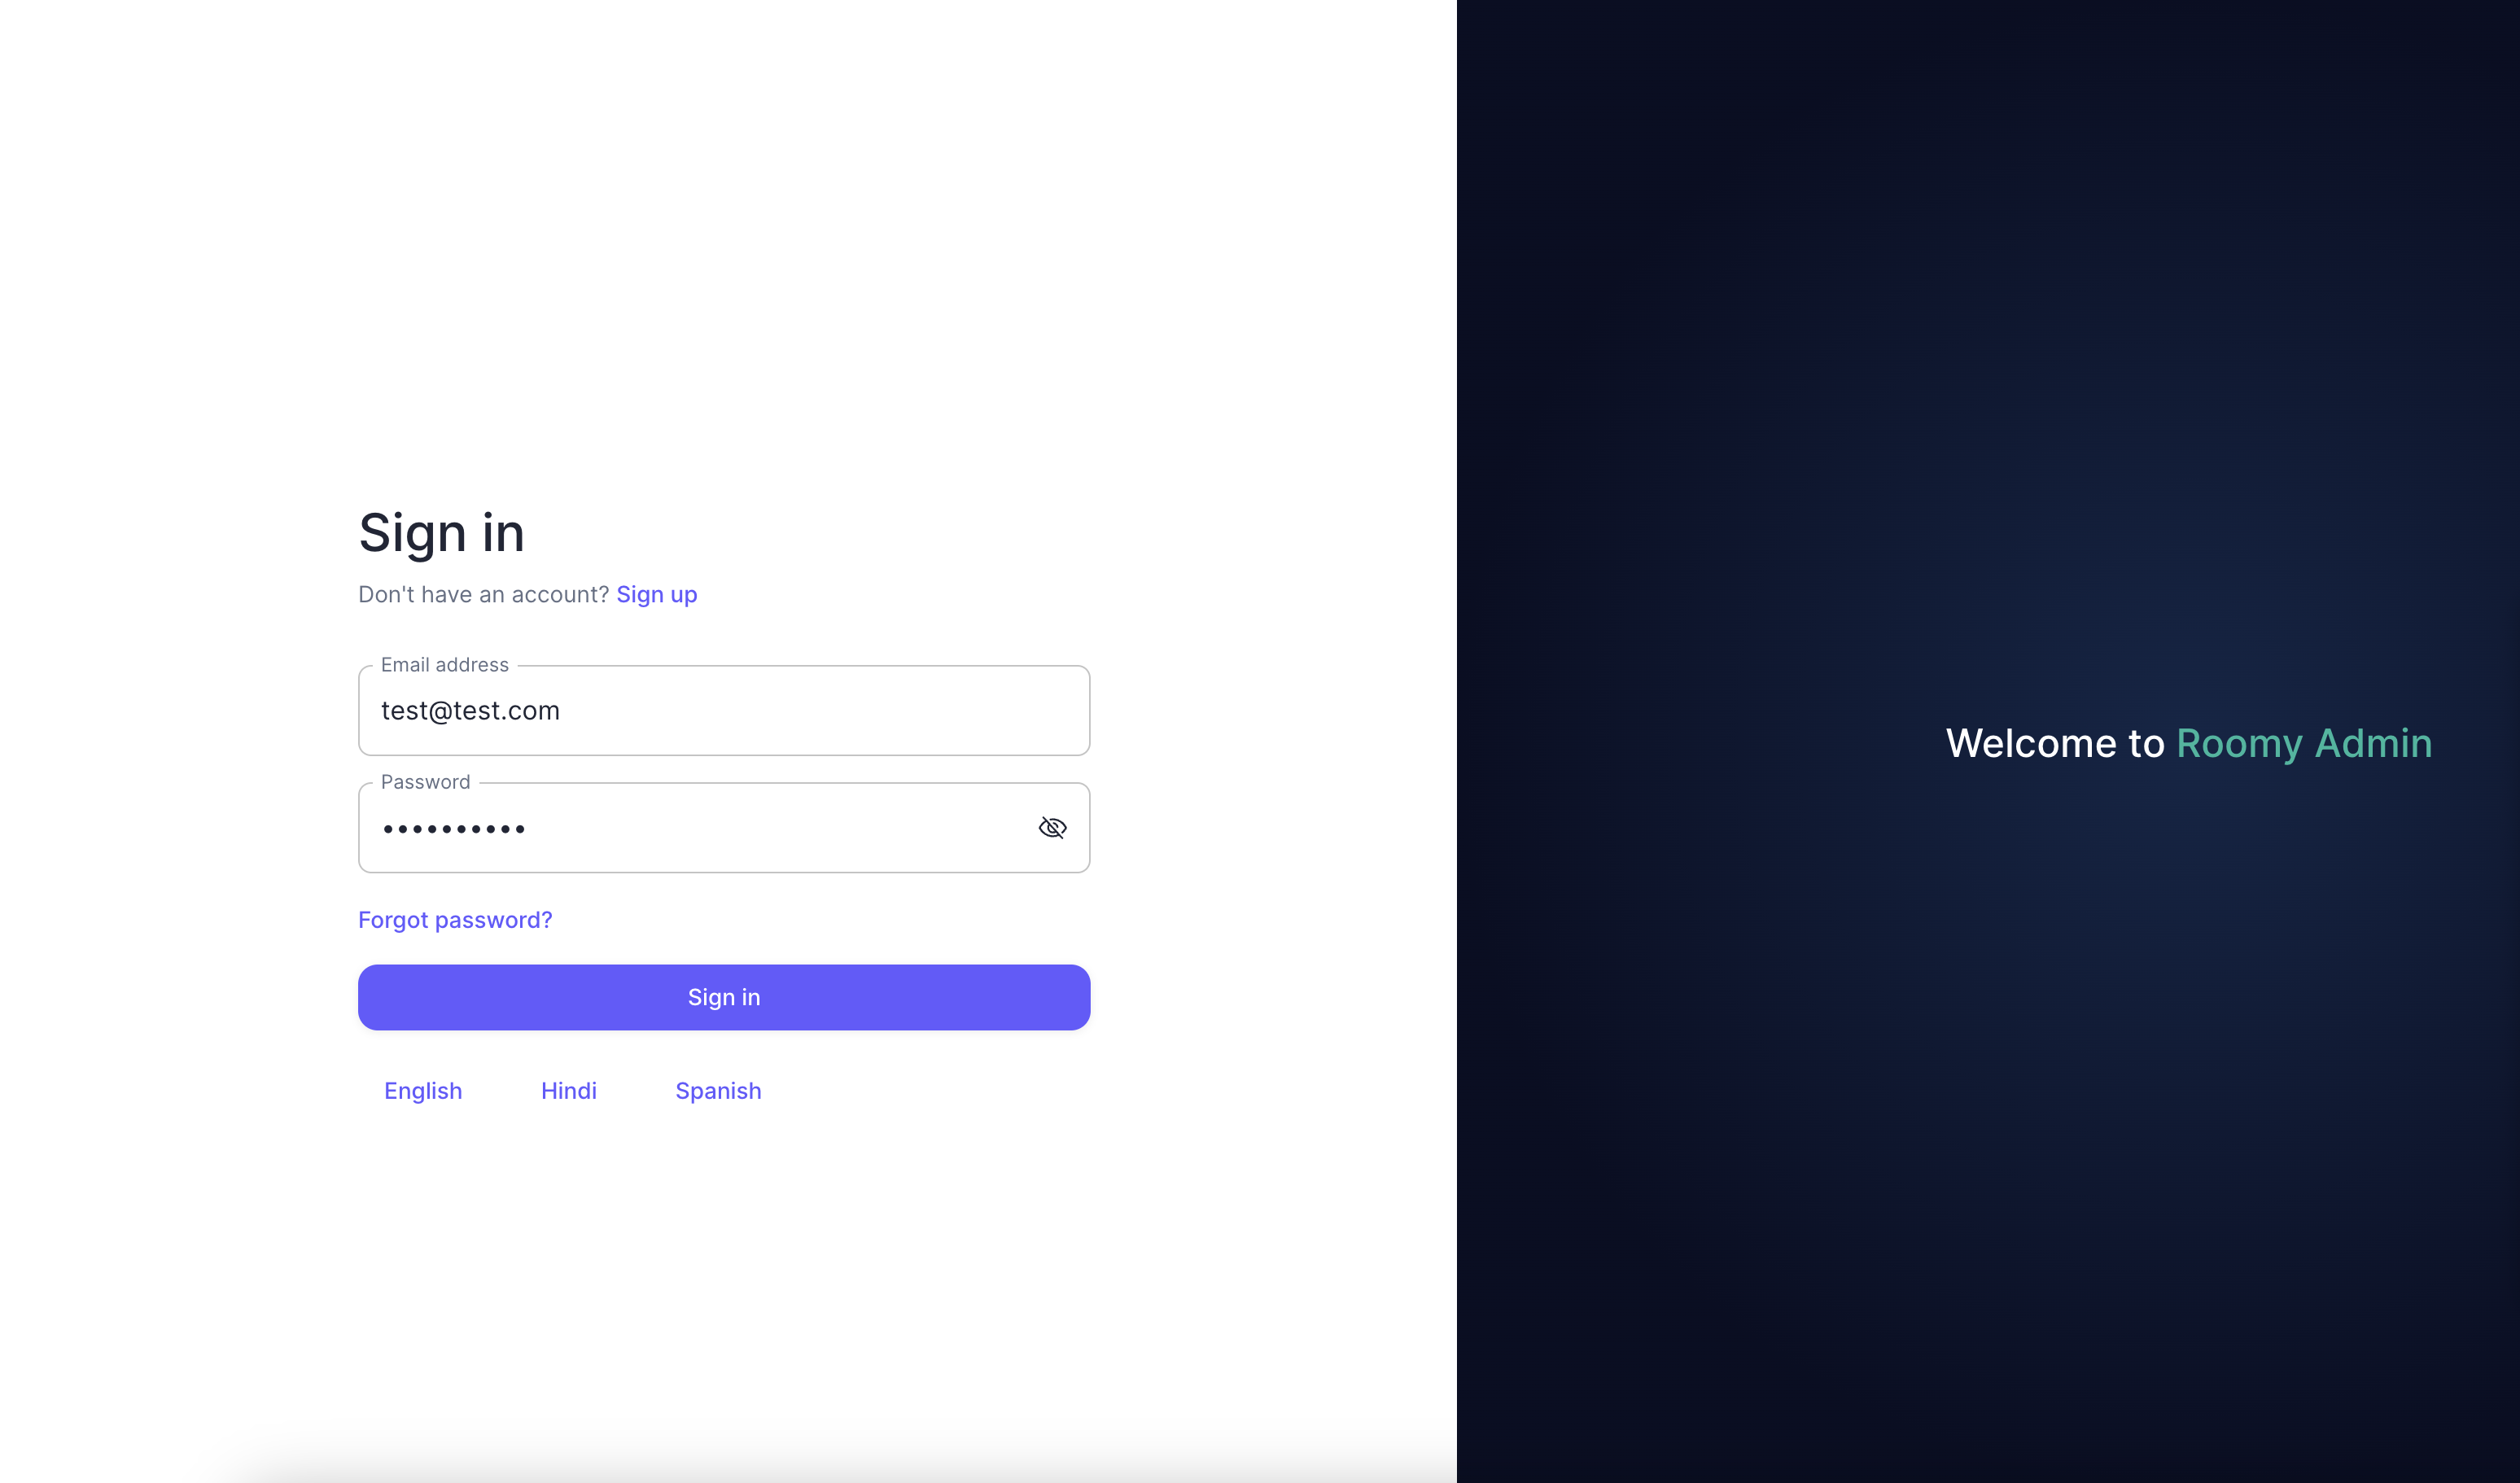 Sign in
Don't have an account? Sign up
Email address
test@test.com
Password
••••••••••
Forgot password?
Sign in
English Hindi Spanish
Welcome to Roomy Admin